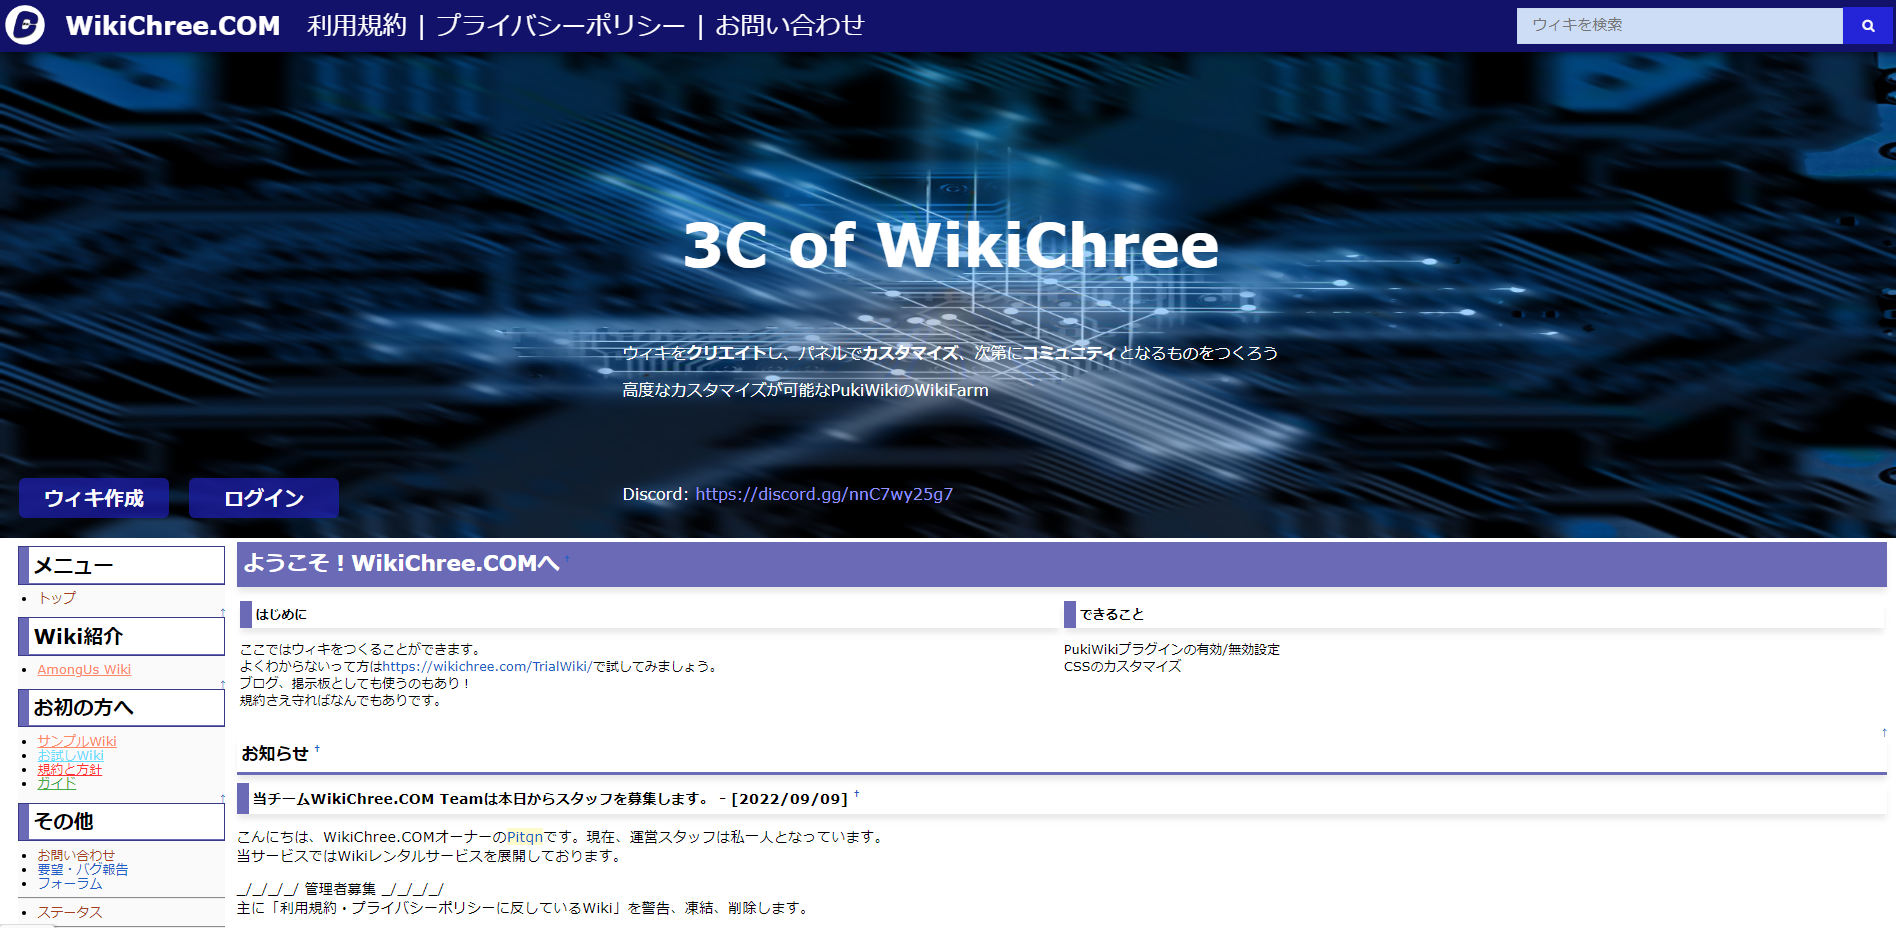 WikiChree.COM 利用規約 | プライバシーポリシー | お問い合わせ
ウィキを検索
3C of WikiChree
ウィキをクリエイトし、パネルでカスタマイズ、次第にコミュニティとなるものをつくろう
高度なカスタマイズが可能なPukiWikiのWikiFarm
ウィキ作成
ログイン
Discord: https://discord.gg/nnC7wy25g7
メニュー
トップ
↑
Wiki紹介
AmongUs Wiki
↑
お初の方へ
サンプルWiki
お試しWiki
規約と方針
ガイド
↑
その他
お問い合わせ
要望・バグ報告
フォーラム
ステータス
ようこそ！WikiChree.COMへ †
はじめに
ここではウィキをつくることができます。
よくわからないって方はhttps://wikichree.com/TrialWiki/で試してみましょう。
ブログ、掲示板としても使うのもあり！
規約さえ守ればなんでもありです。
できること
PukiWikiプラグインの有効/無効設定
CSSのカスタマイズ
↑
お知らせ †
当チームWikiChree.COM Teamは本日からスタッフを募集します。 - [2022/09/09] †
こんにちは、WikiChree.COMオーナーのPitqnです。現在、運営スタッフは私一人となっています。
当サービスではWikiレンタルサービスを展開しております。
_/_/_/_/ 管理者募集 _/_/_/_/
主に「利用規約・プライバシーポリシーに反しているWiki」を警告、凍結、削除します。